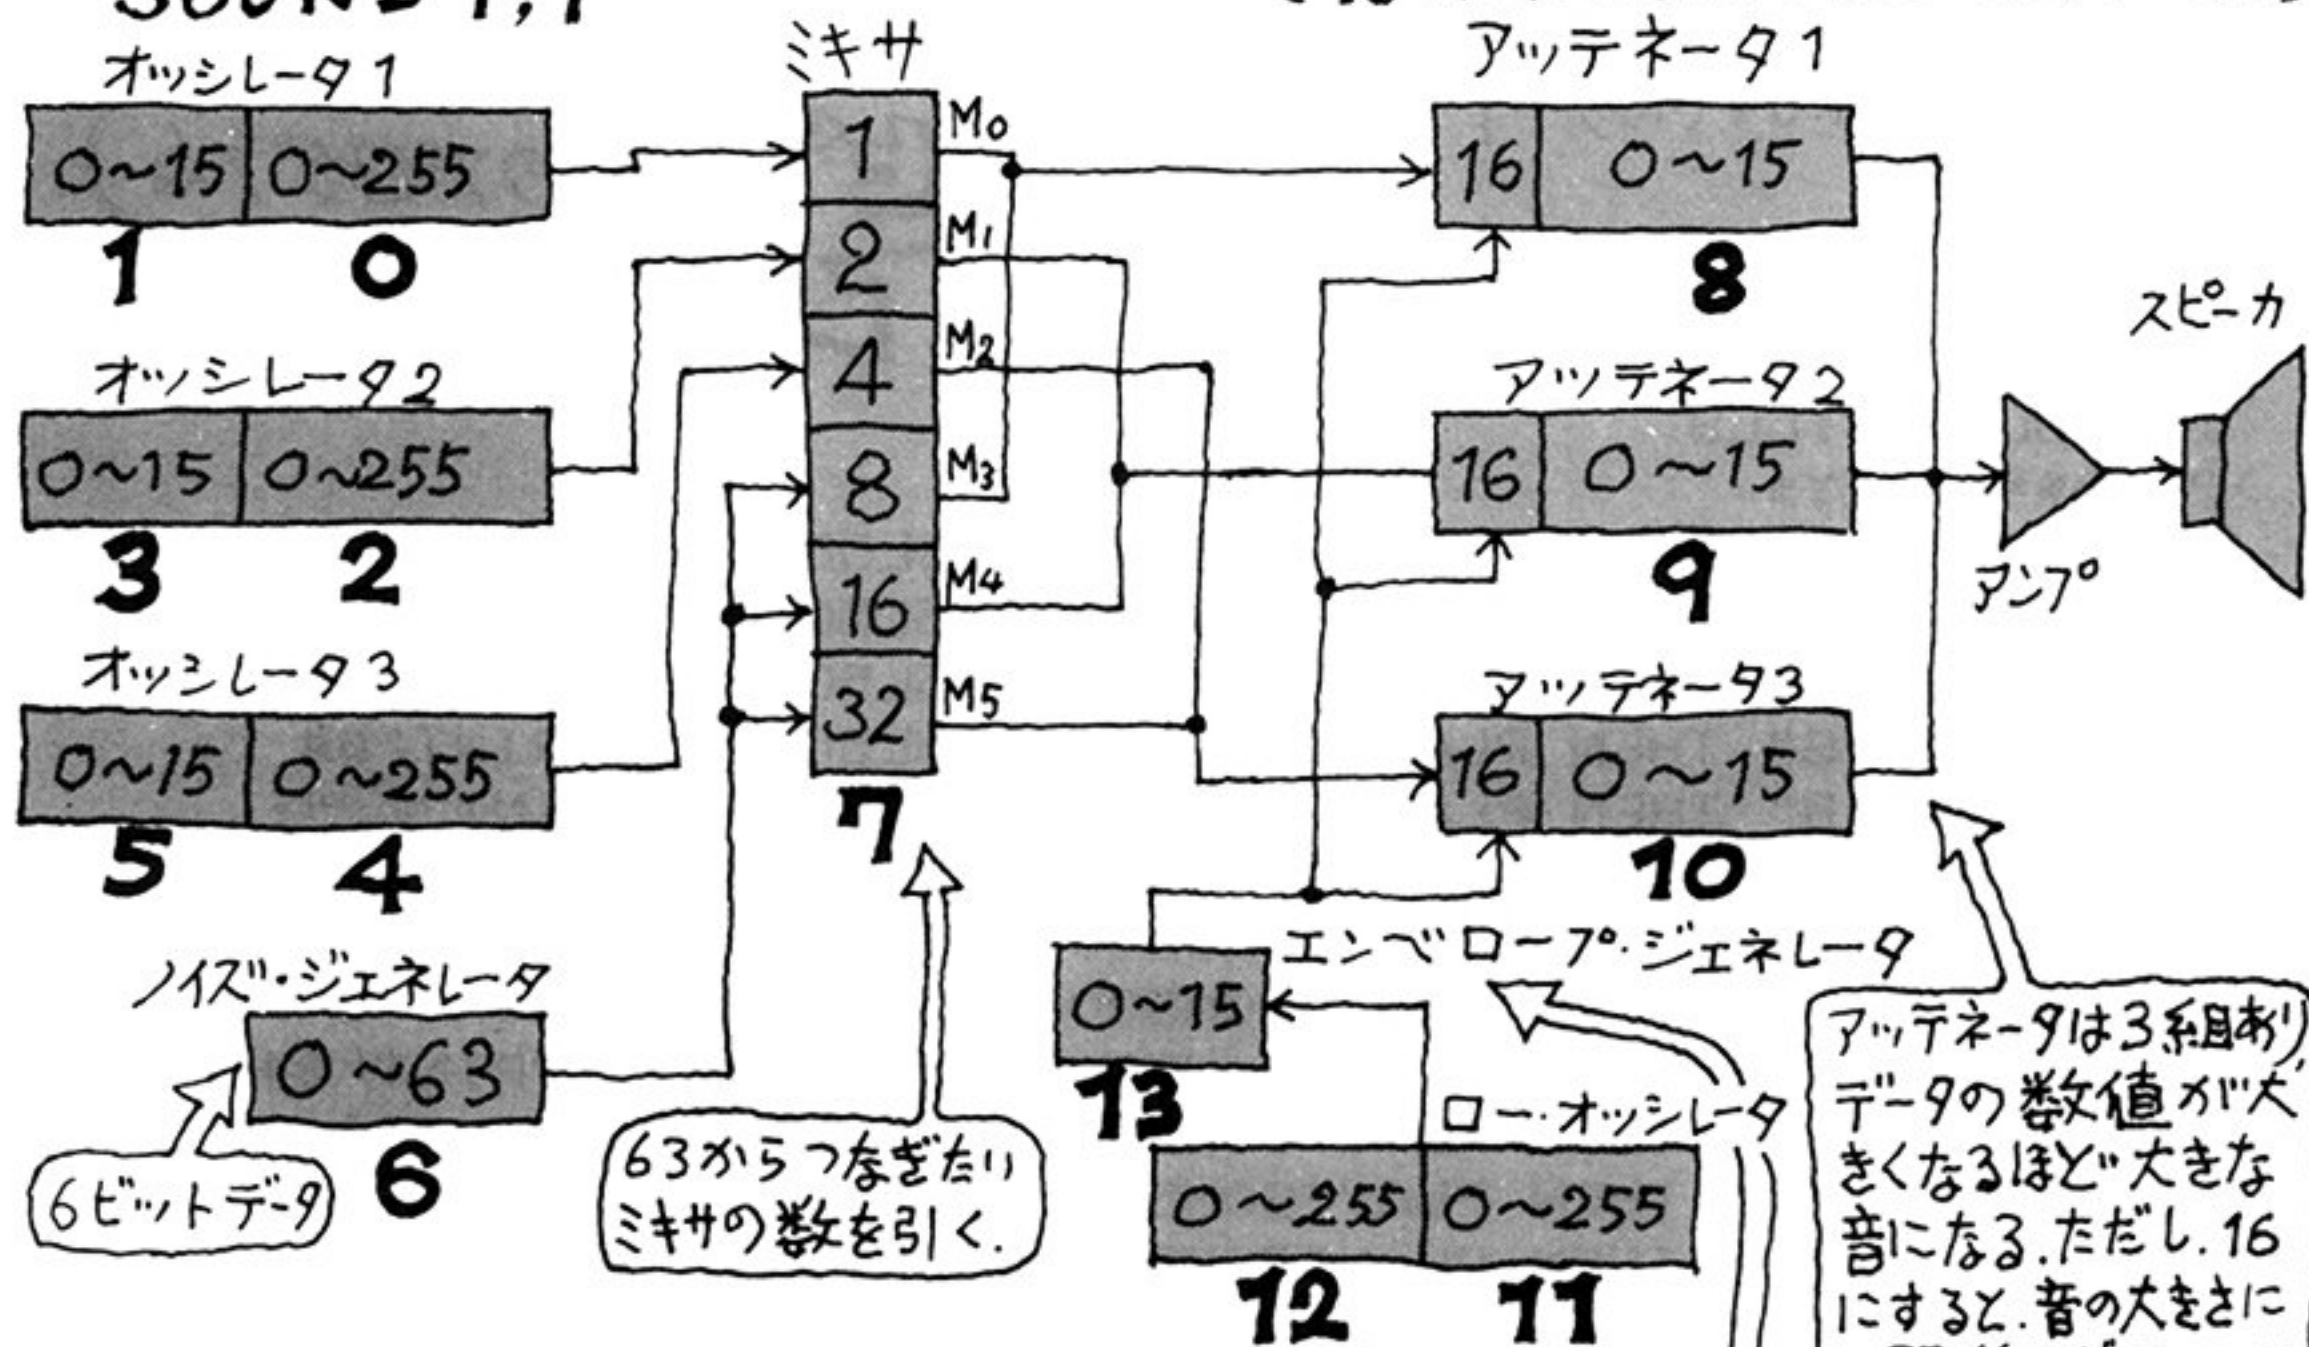 オッシレータ1
0~15 0~255
1 0
オッシレータ2
0~15 0~255
3 2
オッシレータ3
0~15 0~255
5 4
ノイズ・ジェネレータ
0~63
6
6ビットデータ
ミキサ
1 M0
2 M1
4 M2
8 M3
16 M4
32 M5
7
63からつなぎたい
ミキサの数を引く.
アッテネータ1
16 0~15
8
アッテネータ2
16 0~15
9
アッテネータ3
16 0~15
10
スピーカ
アンプ
エンベロープ・ジェネレータ
0~15
13
ロー・オッシレータ
0~255 0~255
12 11
アッテネータは3組あり,
データの数値が大
きくなるほど大きな
音になる.ただし.16
にすると.音の大きさに